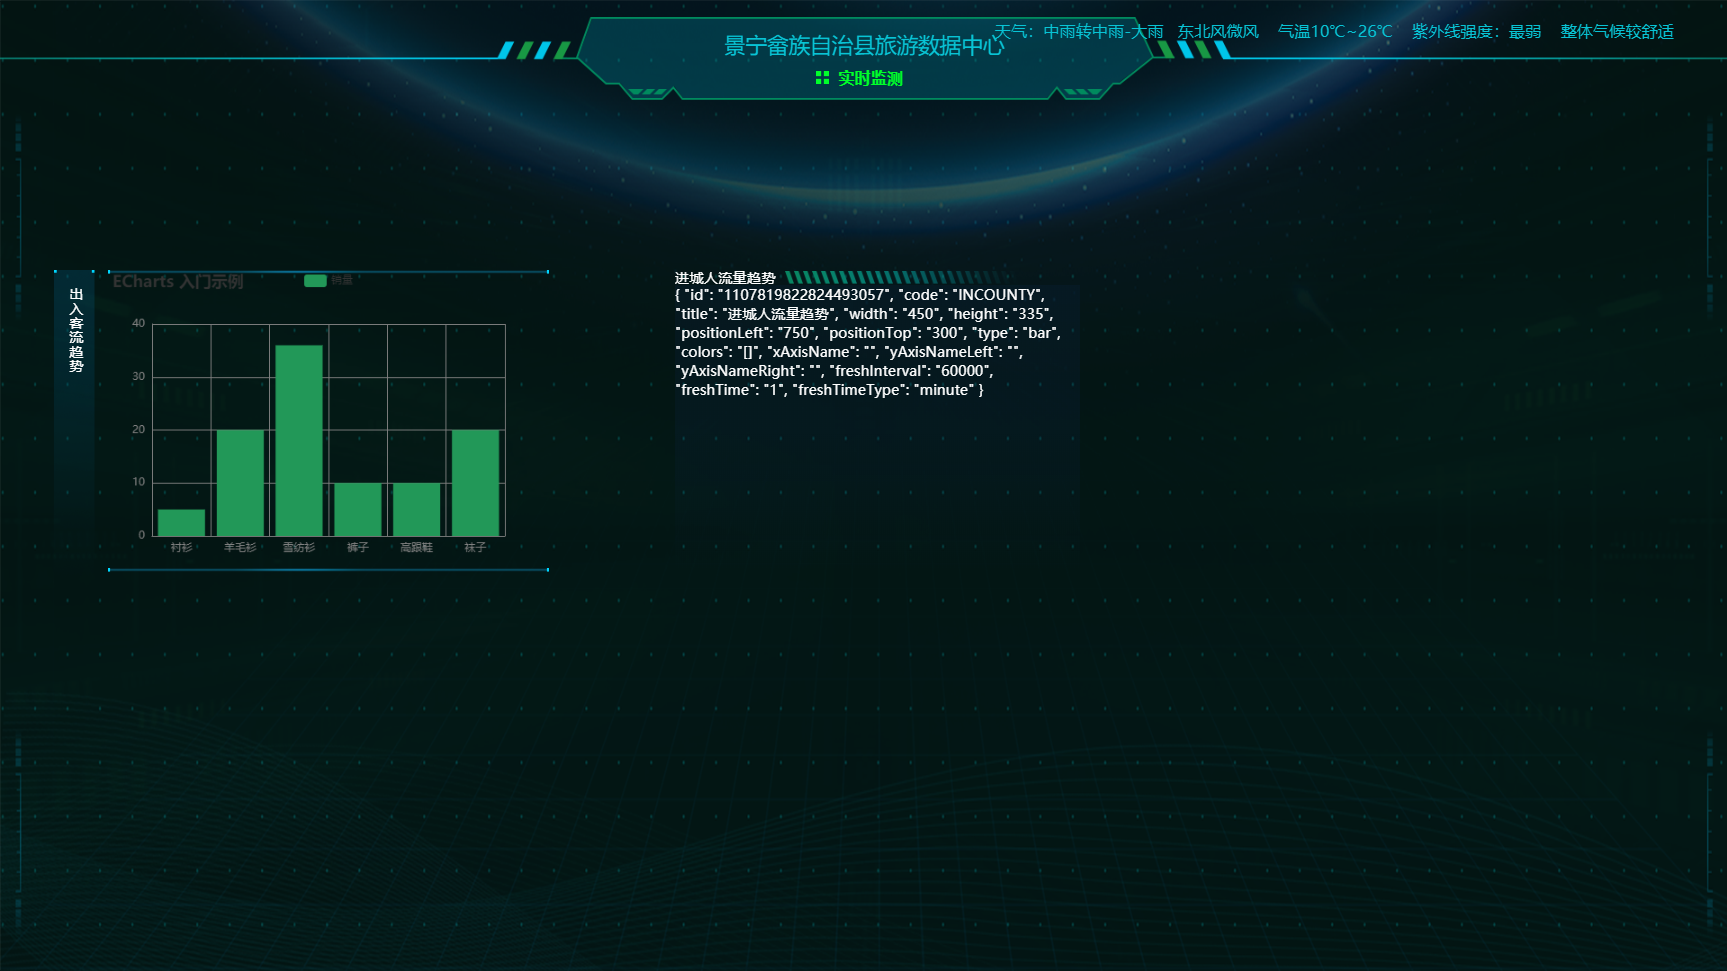 天气：中雨转中雨-大雨 东北风微风 气温10℃~26℃ 紫外线强度：最弱 整体气候较舒适
景宁畲族自治县旅游数据中心
实时监测
出入客流趋势
ECharts 入门示例
销量
40
30
20
10
0
衬衫 羊毛衫 雪纺衫 裤子 高跟鞋 袜子
进城人流量趋势
{ "id": "1107819822824493057", "code": "INCOUNTY",
"title": "进城人流量趋势", "width": "450", "height": "335",
"positionLeft": "750", "positionTop": "300", "type": "bar",
"colors": "[]", "xAxisName": "", "yAxisNameLeft": "",
"yAxisNameRight": "", "freshInterval": "60000",
"freshTime": "1", "freshTimeType": "minute" }